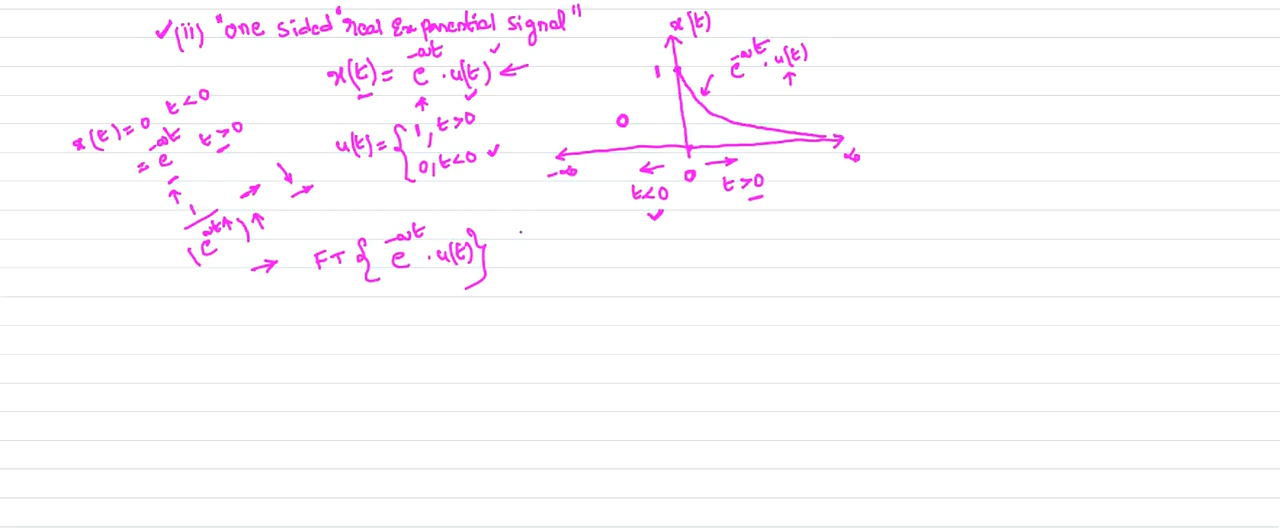 ✓(ii) "one sided" real Exponential signal"
x(t) = e^-at · u(t) ✓ ←
x(t) = 0 t<0
= e^-at t>0
1/(e^at↑)↑
u(t) = { 1, t>0
0, t<0 ✓
→ FT { e^-at · u(t) }
x(t)
1
e^-at · u(t)
0
-∞
0
∞
t<0
t>0